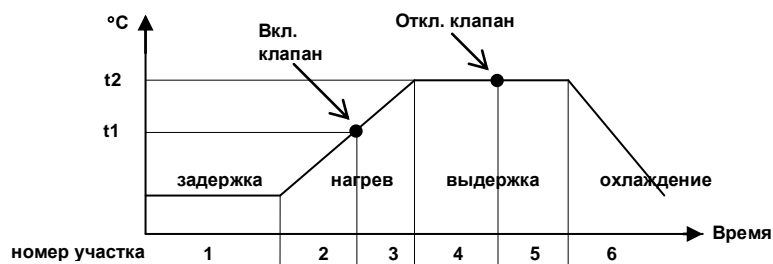 °C
Вкл.
клапан
Откл. клапан
t2
t1
задержка
нагрев
выдержка
охлаждение
Время
номер участка 1 2 3 4 5 6